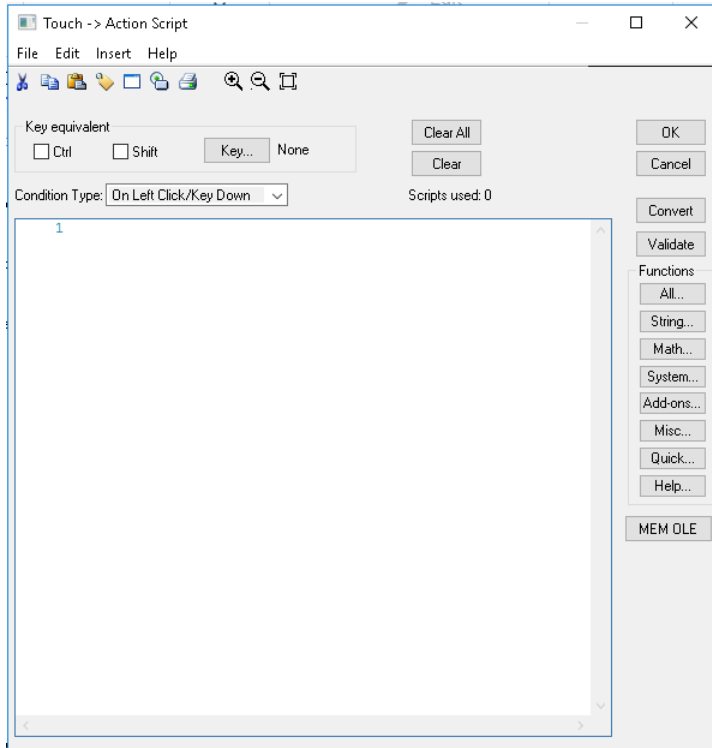 Touch -> Action Script
File Edit Insert Help
Key equivalent
Ctrl Shift Key... None
Clear All
Clear
OK
Cancel
Condition Type: On Left Click/Key Down
Scripts used: 0
Convert
Validate
1
Functions
All...
String...
Math...
System...
Add-ons...
Misc...
Quick...
Help...
MEM OLE